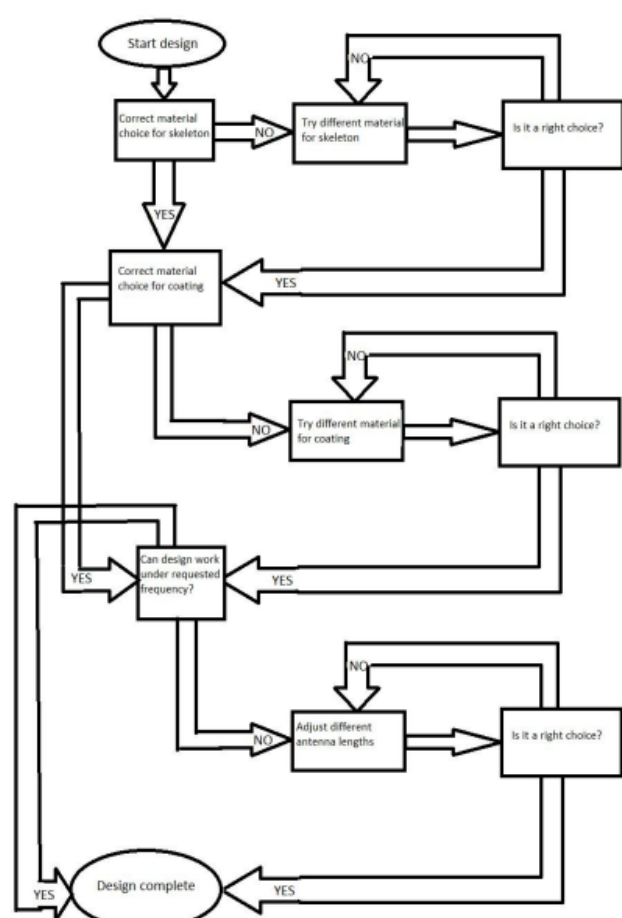 Start design
NO
Correct material
choice for skeleton
NO
Try different material
for skeleton
Is it a right choice?
YES
Correct material
choice for coating
YES
NO
NO
Try different material
for coating
Is it a right choice?
Can design work
under requested
frequency?
YES
YES
NO
NO
Adjust different
antenna lengths
Is it a right choice?
Design complete
YES
YES